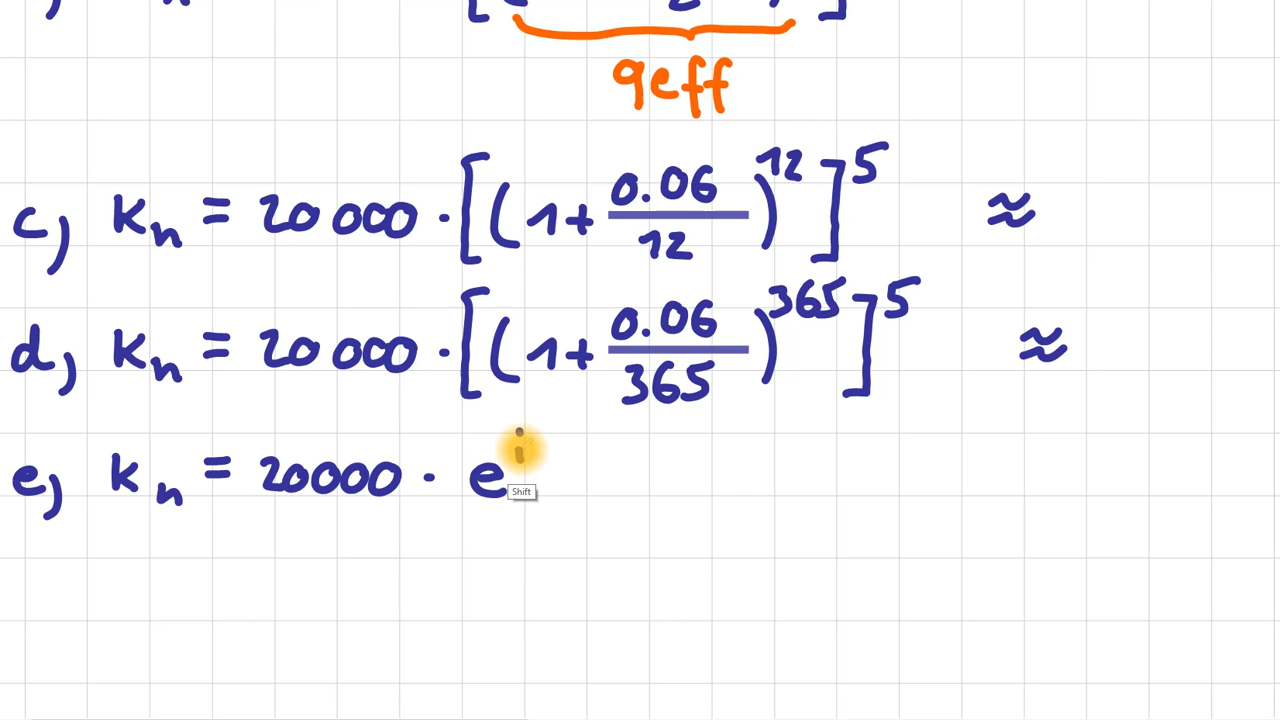 qeff
c) Kn = 20 000 · [(1 + 0.06/12)^12]^5 ≈
d) Kn = 20 000 · [(1 + 0.06/365)^365]^5 ≈
e) Kn = 20000 · e^i
Shift